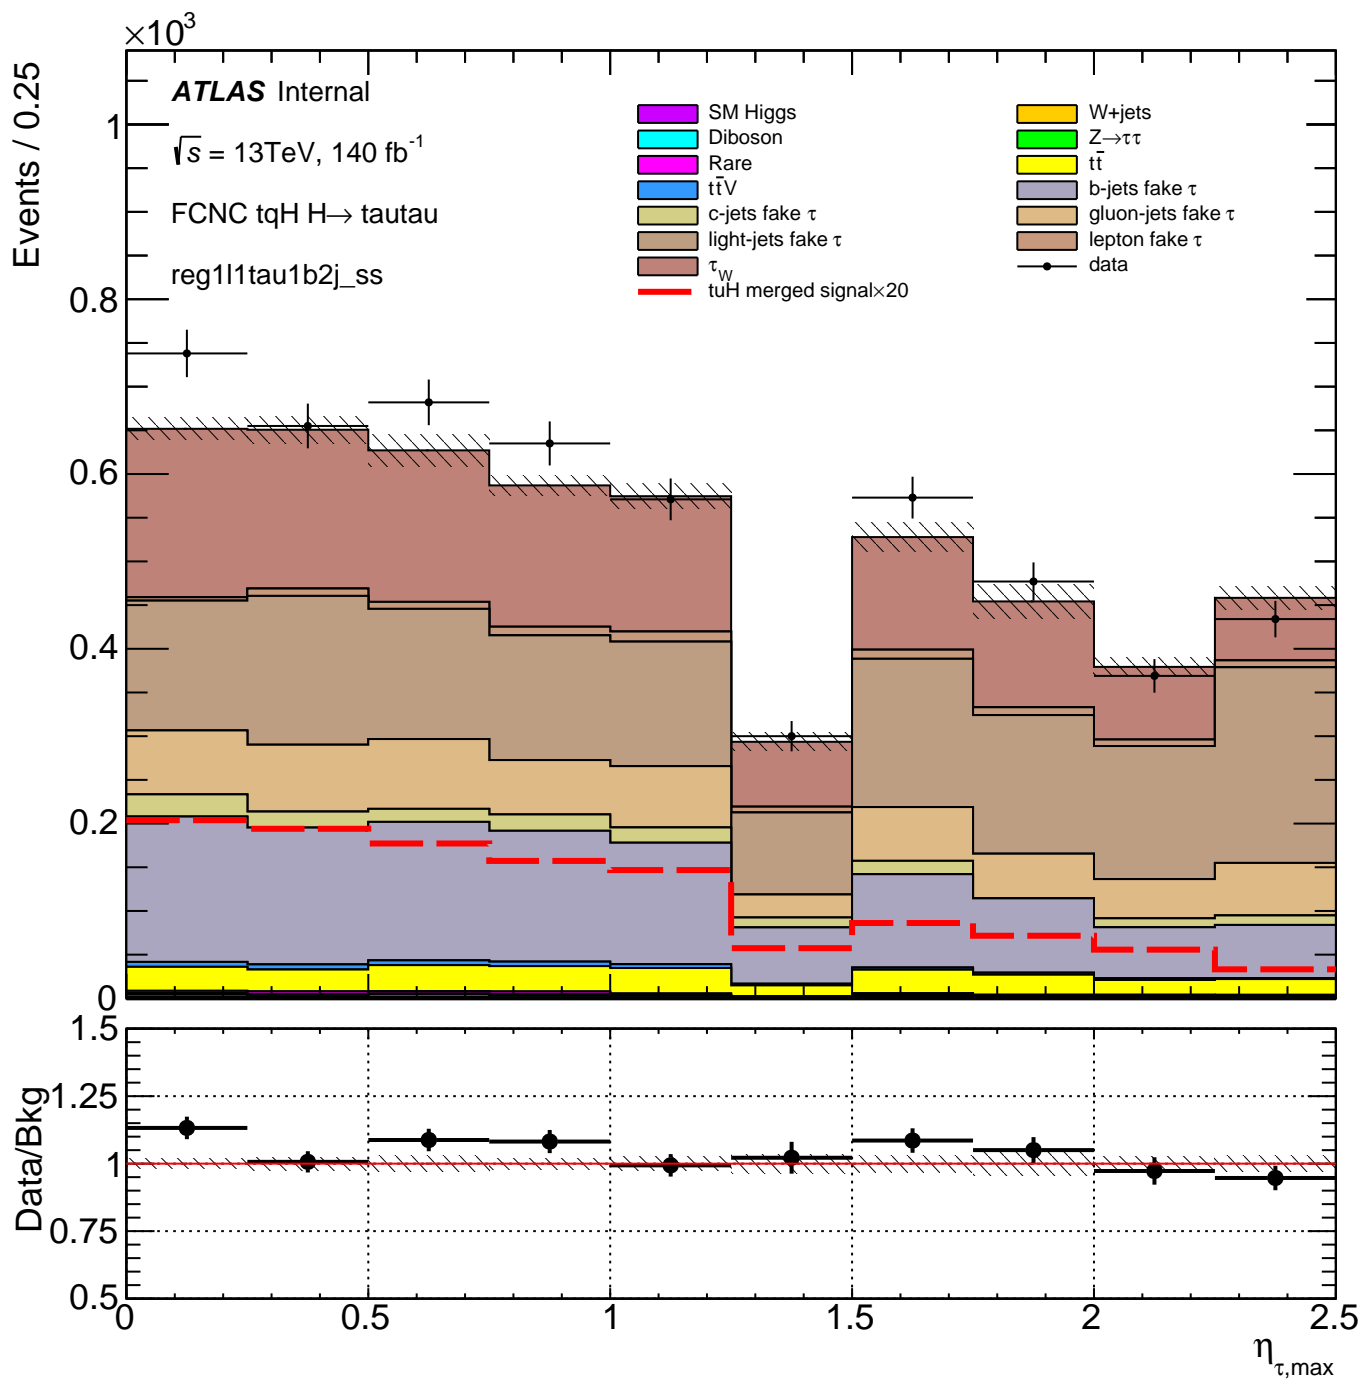 ×10³
Events / 0.25
ATLAS Internal
√s = 13TeV, 140 fb⁻¹
FCNC tqH H→ tautau
reg1l1tau1b2j_ss
SM Higgs
Diboson
Rare
tt̄V
c-jets fake τ
light-jets fake τ
τ_W
tuH merged signal×20
W+jets
Z→ττ
tt̄
b-jets fake τ
gluon-jets fake τ
lepton fake τ
data
1
0.8
0.6
0.4
0.2
0
Data/Bkg
1.5
1.25
1
0.75
0.5
0 0.5 1 1.5 2 2.5
η_τ,max